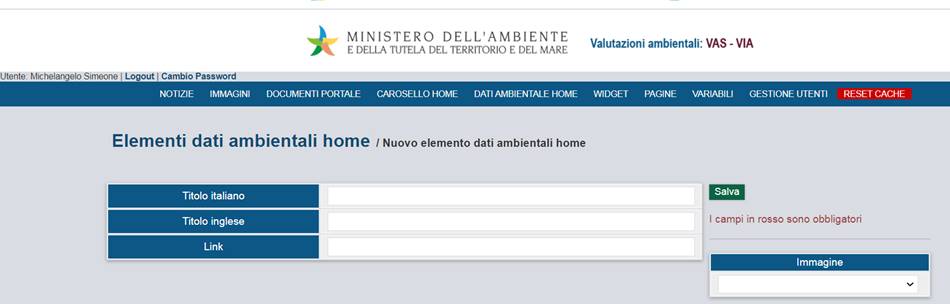 MINISTERO DELL'AMBIENTE
E DELLA TUTELA DEL TERRITORIO E DEL MARE
Valutazioni ambientali: VAS - VIA
Utente: Michelangelo Simeone | Logout | Cambio Password
NOTIZIE IMMAGINI DOCUMENTI PORTALE CAROSELLO HOME DATI AMBIENTALE HOME WIDGET PAGINE VARIABILI GESTIONE UTENTI RESET CACHE
Elementi dati ambientali home / Nuovo elemento dati ambientali home
Titolo italiano
Titolo inglese
Link
Salva
I campi in rosso sono obbligatori
Immagine